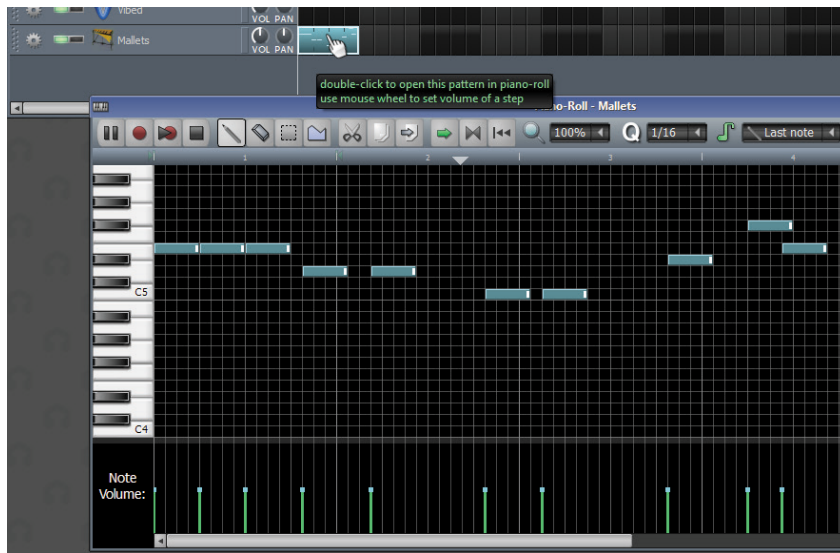 Vibed
VOL PAN
Mallets
VOL PAN
double-click to open this pattern in piano-roll
use mouse wheel to set volume of a step
no-Roll - Mallets
100%
Q
1/16
Last note
1
2
3
4
C5
C4
Note
Volume: